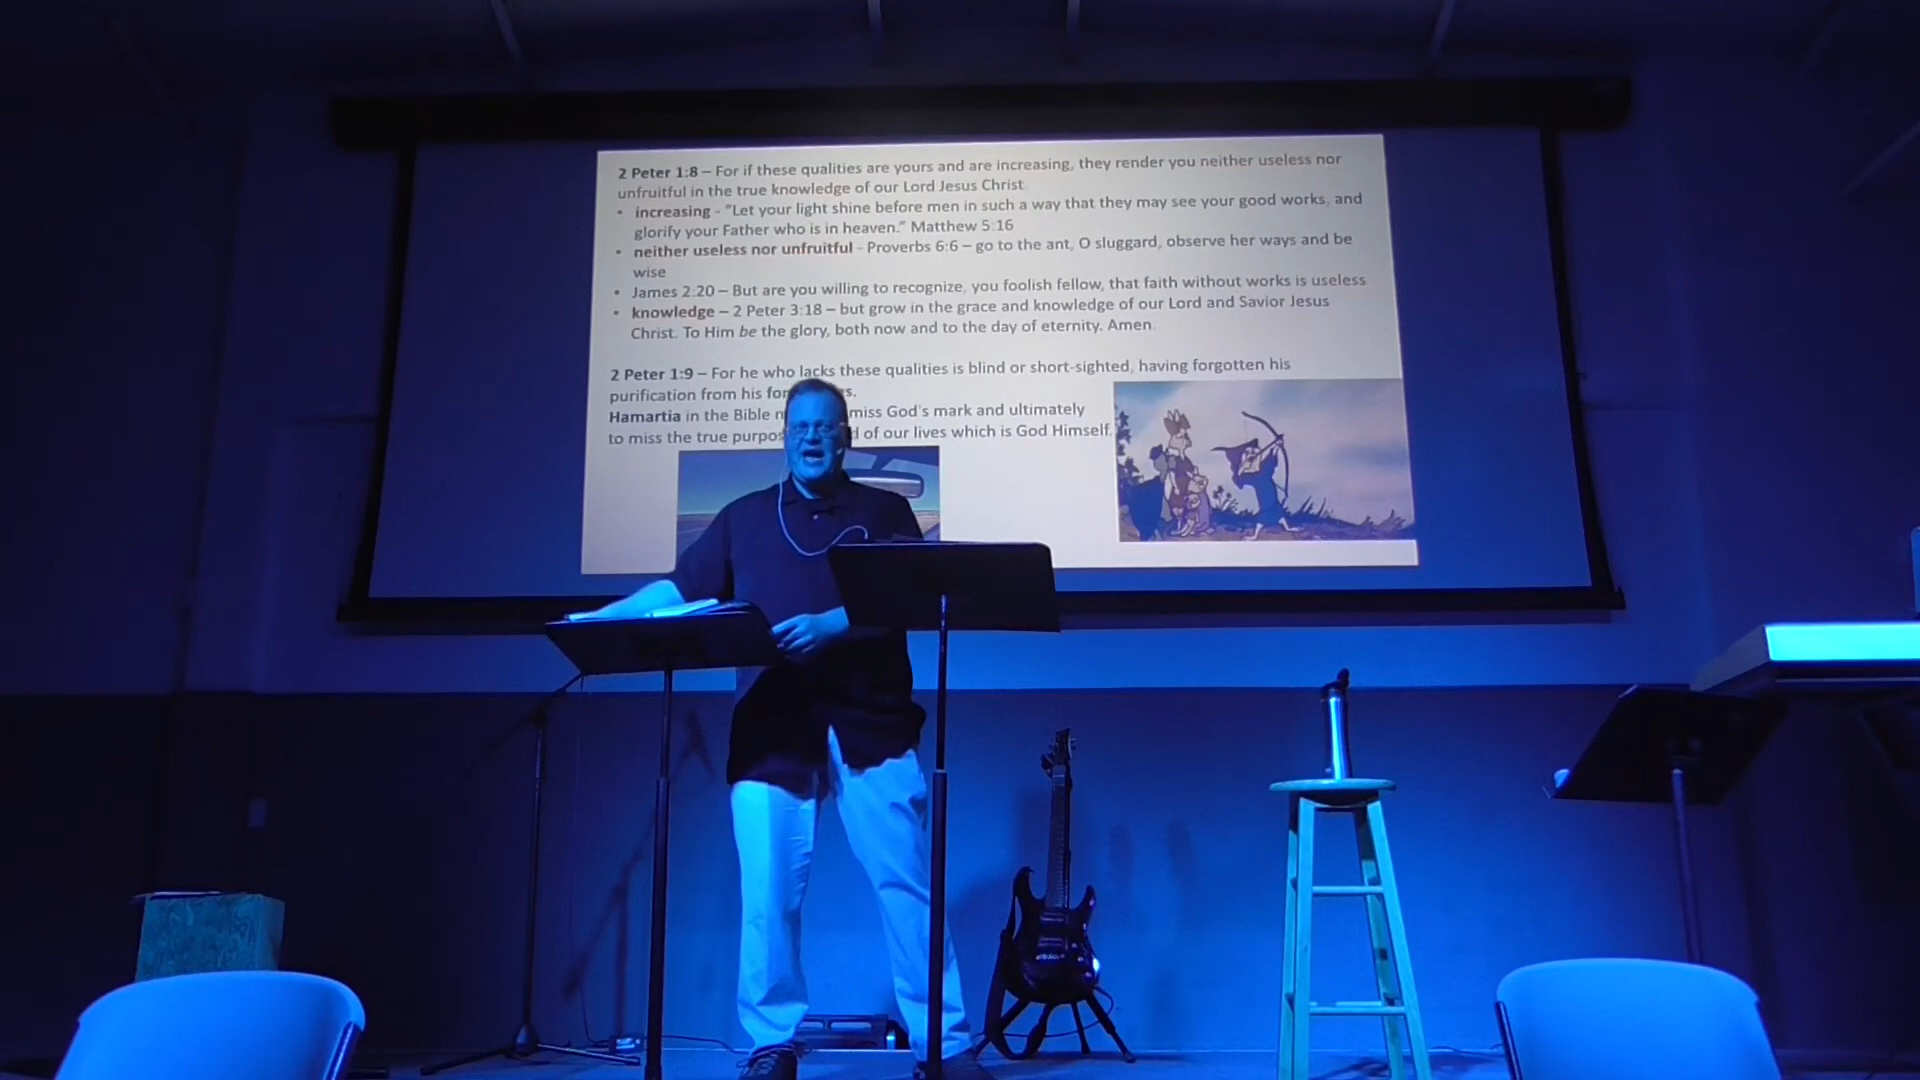 2 Peter 1:8 – For if these qualities are yours and are increasing, they render you neither useless nor
unfruitful in the true knowledge of our Lord Jesus Christ
• increasing - "Let your light shine before men in such a way that they may see your good works, and
glorify your Father who is in heaven." Matthew 5:16
• neither useless nor unfruitful - Proverbs 6:6 – go to the ant, O sluggard, observe her ways and be
wise
• James 2:20 – But are you willing to recognize, you foolish fellow, that faith without works is useless
• knowledge – 2 Peter 3:18 – but grow in the grace and knowledge of our Lord and Savior Jesus
Christ. To Him be the glory, both now and to the day of eternity. Amen
2 Peter 1:9 – For he who lacks these qualities is blind or short-sighted, having forgotten his
purification from his
Hamartia in the Bible miss God's mark and ultimately
to miss the true of our lives which is God Himself.